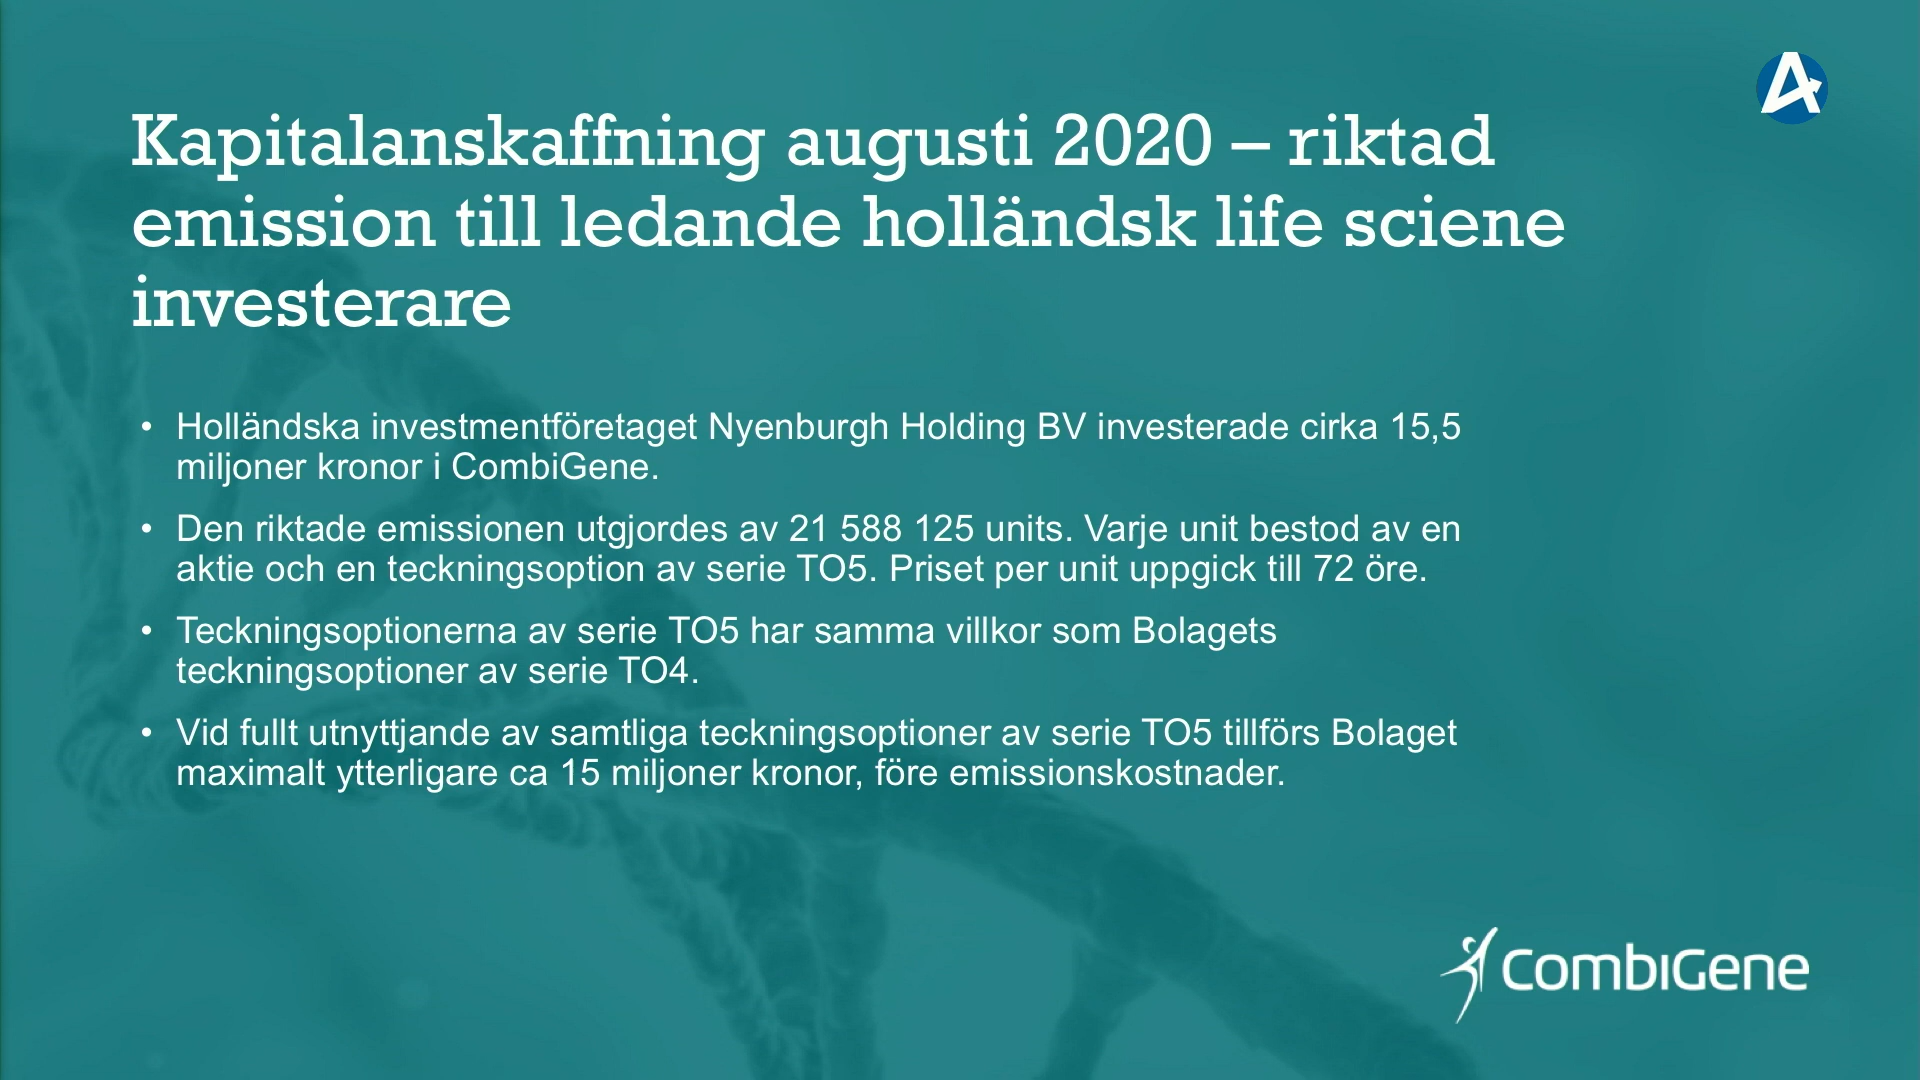 Kapitalanskaffning augusti 2020 – riktad
emission till ledande holländsk life sciene
investerare
• Holländska investmentföretaget Nyenburgh Holding BV investerade cirka 15,5
miljoner kronor i CombiGene.
• Den riktade emissionen utgjordes av 21 588 125 units. Varje unit bestod av en
aktie och en teckningsoption av serie TO5. Priset per unit uppgick till 72 öre.
• Teckningsoptionerna av serie TO5 har samma villkor som Bolagets
teckningsoptioner av serie TO4.
• Vid fullt utnyttjande av samtliga teckningsoptioner av serie TO5 tillförs Bolaget
maximalt ytterligare ca 15 miljoner kronor, före emissionskostnader.
CombiGene